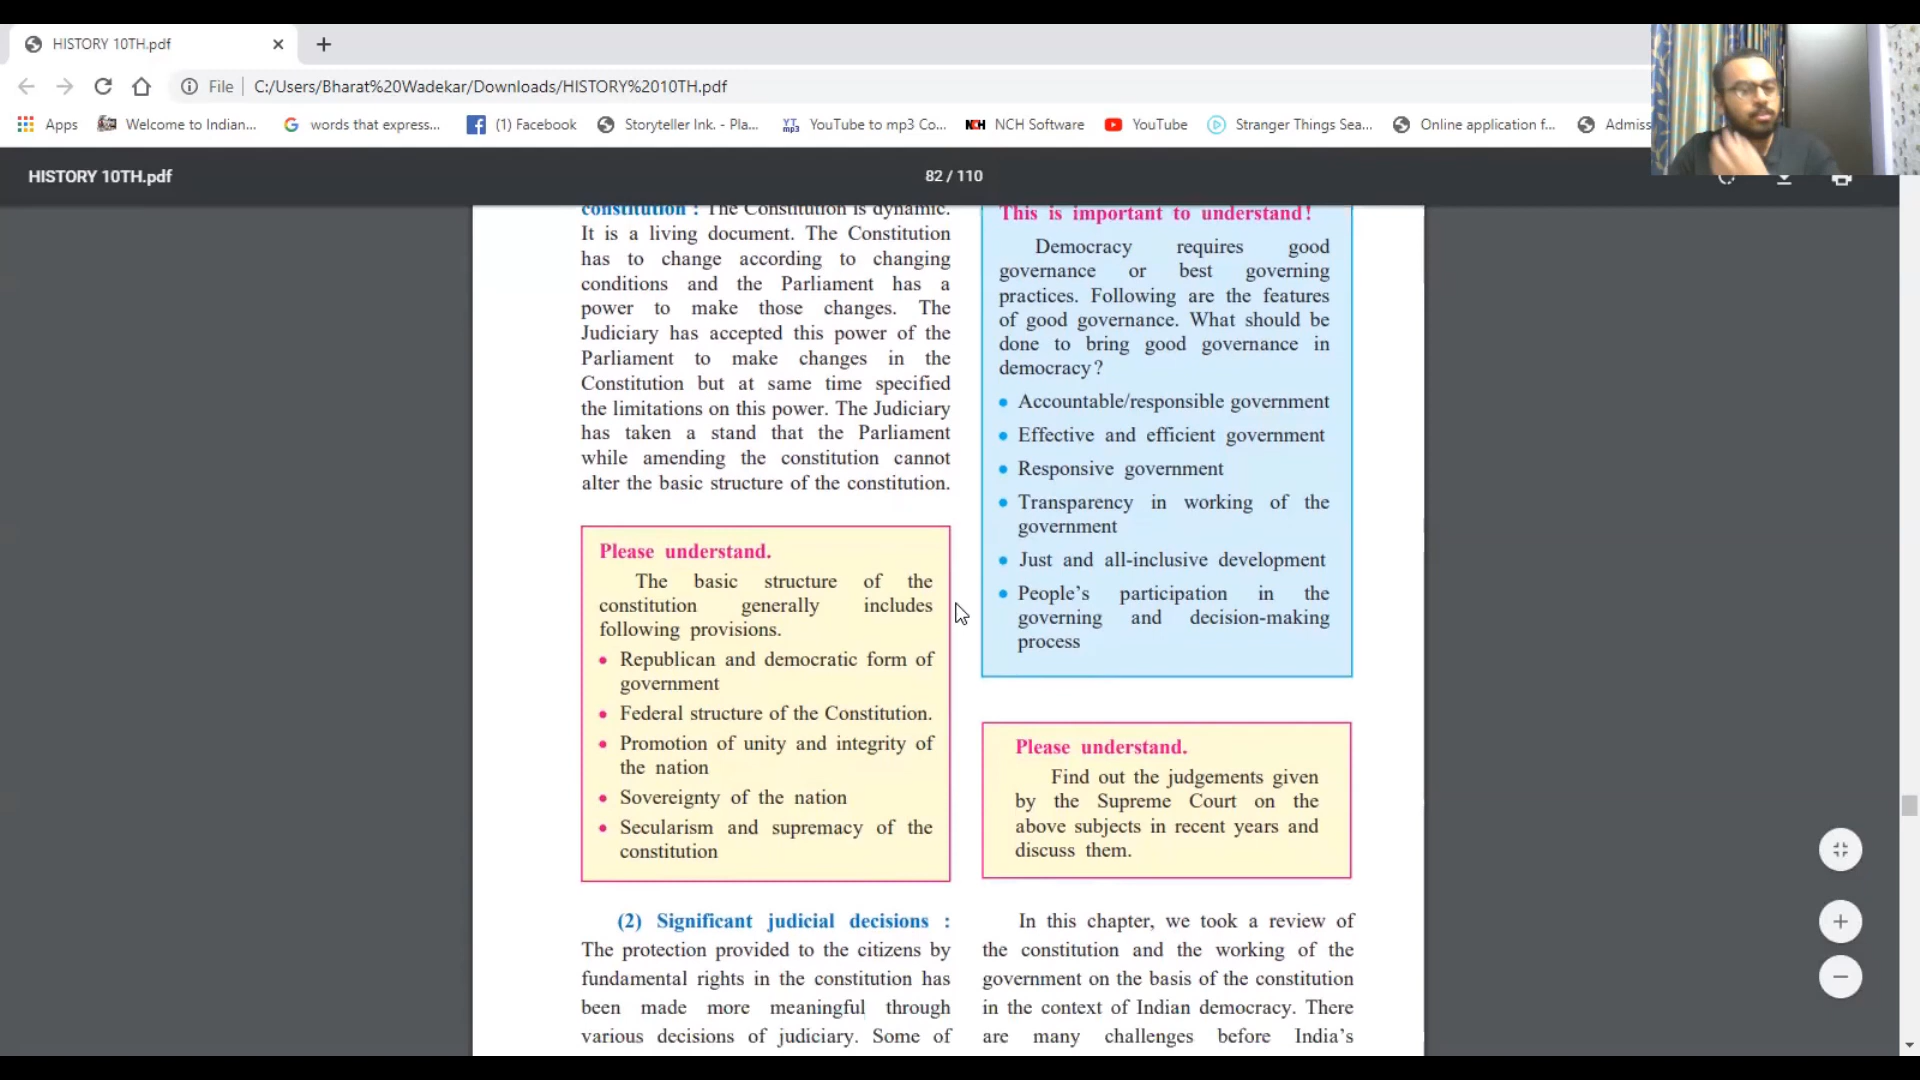 HISTORY 10TH.pdf
File
C:/Users/Bharat%20Wadekar/Downloads/HISTORY%2010TH.pdf
Apps
Welcome to Indian...
words that express...
(1) Facebook
Storyteller Ink. - Pla...
YouTube to mp3 Co...
NCH Software
YouTube
Stranger Things Sea...
Online application f...
Admiss
HISTORY 10TH.pdf
82 / 110
constitution : The Constitution is dynamic.
It is a living document. The Constitution
has to change according to changing
conditions and the Parliament has a
power to make those changes. The
Judiciary has accepted this power of the
Parliament to make changes in the
Constitution but at same time specified
the limitations on this power. The Judiciary
has taken a stand that the Parliament
while amending the constitution cannot
alter the basic structure of the constitution.
Please understand.
The basic structure of the
constitution generally includes
following provisions.
• Republican and democratic form of
government
• Federal structure of the Constitution.
• Promotion of unity and integrity of
the nation
• Sovereignty of the nation
• Secularism and supremacy of the
constitution
(2) Significant judicial decisions :
The protection provided to the citizens by
fundamental rights in the constitution has
been made more meaningful through
various decisions of judiciary. Some of
This is important to understand!
Democracy requires good
governance or best governing
practices. Following are the features
of good governance. What should be
done to bring good governance in
democracy?
• Accountable/responsible government
• Effective and efficient government
• Responsive government
• Transparency in working of the
government
• Just and all-inclusive development
• People's participation in the
governing and decision-making
process
Please understand.
Find out the judgements given
by the Supreme Court on the
above subjects in recent years and
discuss them.
In this chapter, we took a review of
the constitution and the working of the
government on the basis of the constitution
in the context of Indian democracy. There
are many challenges before India's